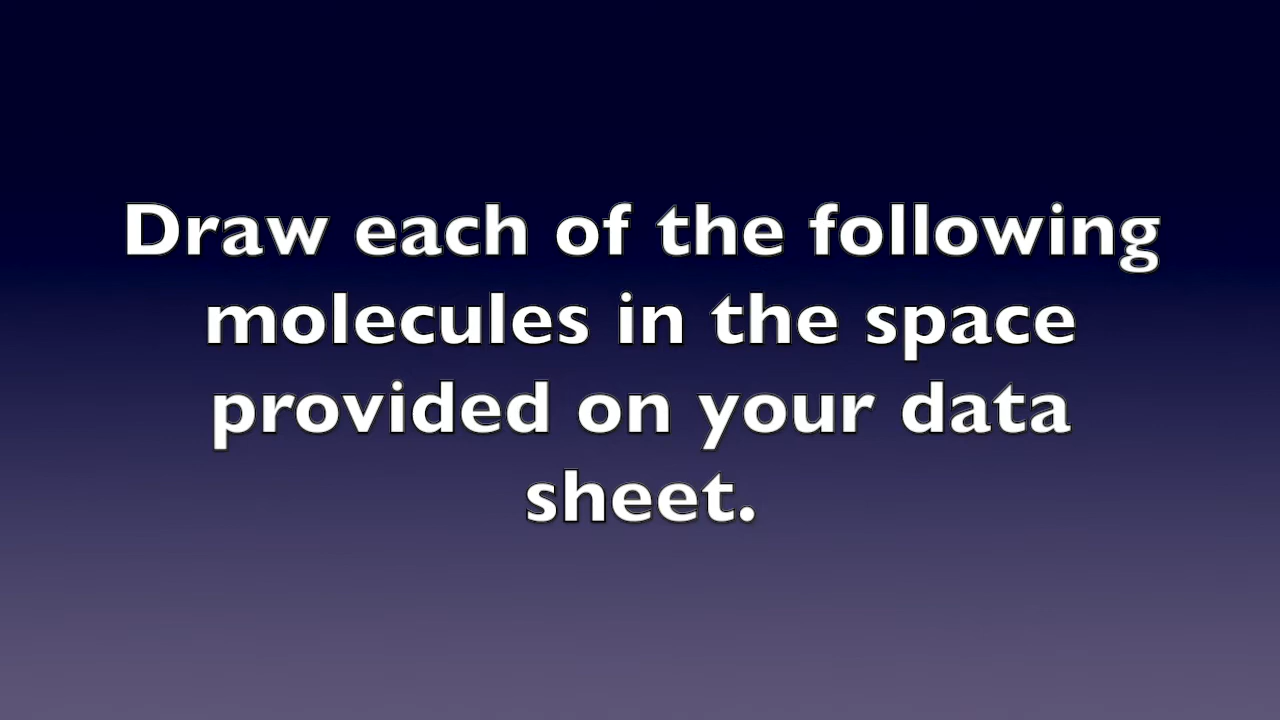 Draw each of the following
molecules in the space
provided on your data
sheet.